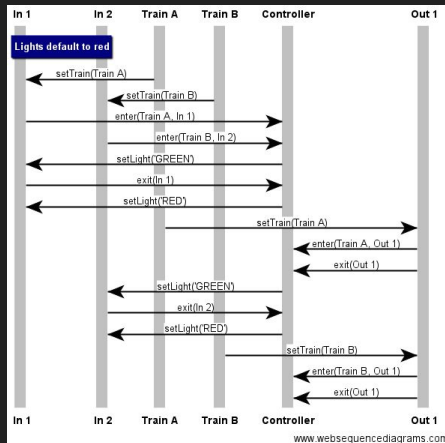 In 1 In 2 Train A Train B Controller Out 1
Lights default to red
setTrain(Train A)
setTrain(Train B)
enter(Train A, In 1)
enter(Train B, In 2)
setLight('GREEN')
exit(In 1)
setLight('RED')
setTrain(Train A)
enter(Train A, Out 1)
exit(Out 1)
setLight('GREEN')
exit(In 2)
setLight('RED')
setTrain(Train B)
enter(Train B, Out 1)
exit(Out 1)
In 1 In 2 Train A Train B Controller Out 1
www.websequencediagrams.com